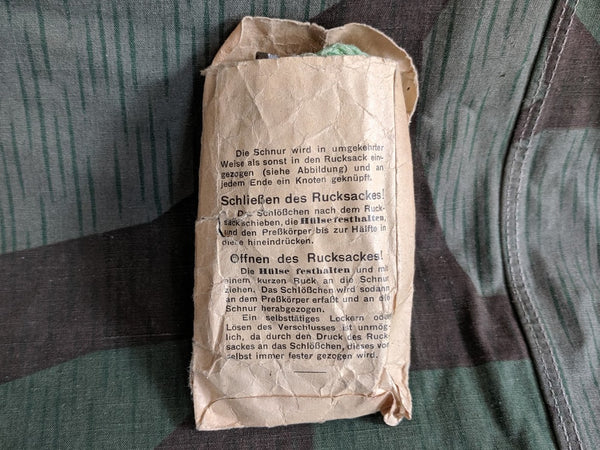 Die Schnur wird in umgekehrter
Weise als sonst in den Rucksack ein-
gezogen (siehe Abbildung) und an
jedem Ende ein Knoten geknüpft.
Schließen des Rucksackes!
Das Schlößchen nach dem Ruck-
sack schieben, die Hülse festhalten,
und den Preßkörper bis zur Hälfte in
diese hineindrücken.
Öffnen des Rucksackes!
Die Hülse festhalten und mit
einem kurzen Ruck an die Schnur
ziehen. Das Schlößchen wird sodann
an dem Preßkörper erfaßt und an die
Schnur herabgezogen.
Ein selbsttätiges Lockern oder
Lösen des Verschlusses ist unmög-
lich, da durch den Druck des Ruck-
sackes an das Schlößchen, dieses von
selbst immer fester gezogen wird.